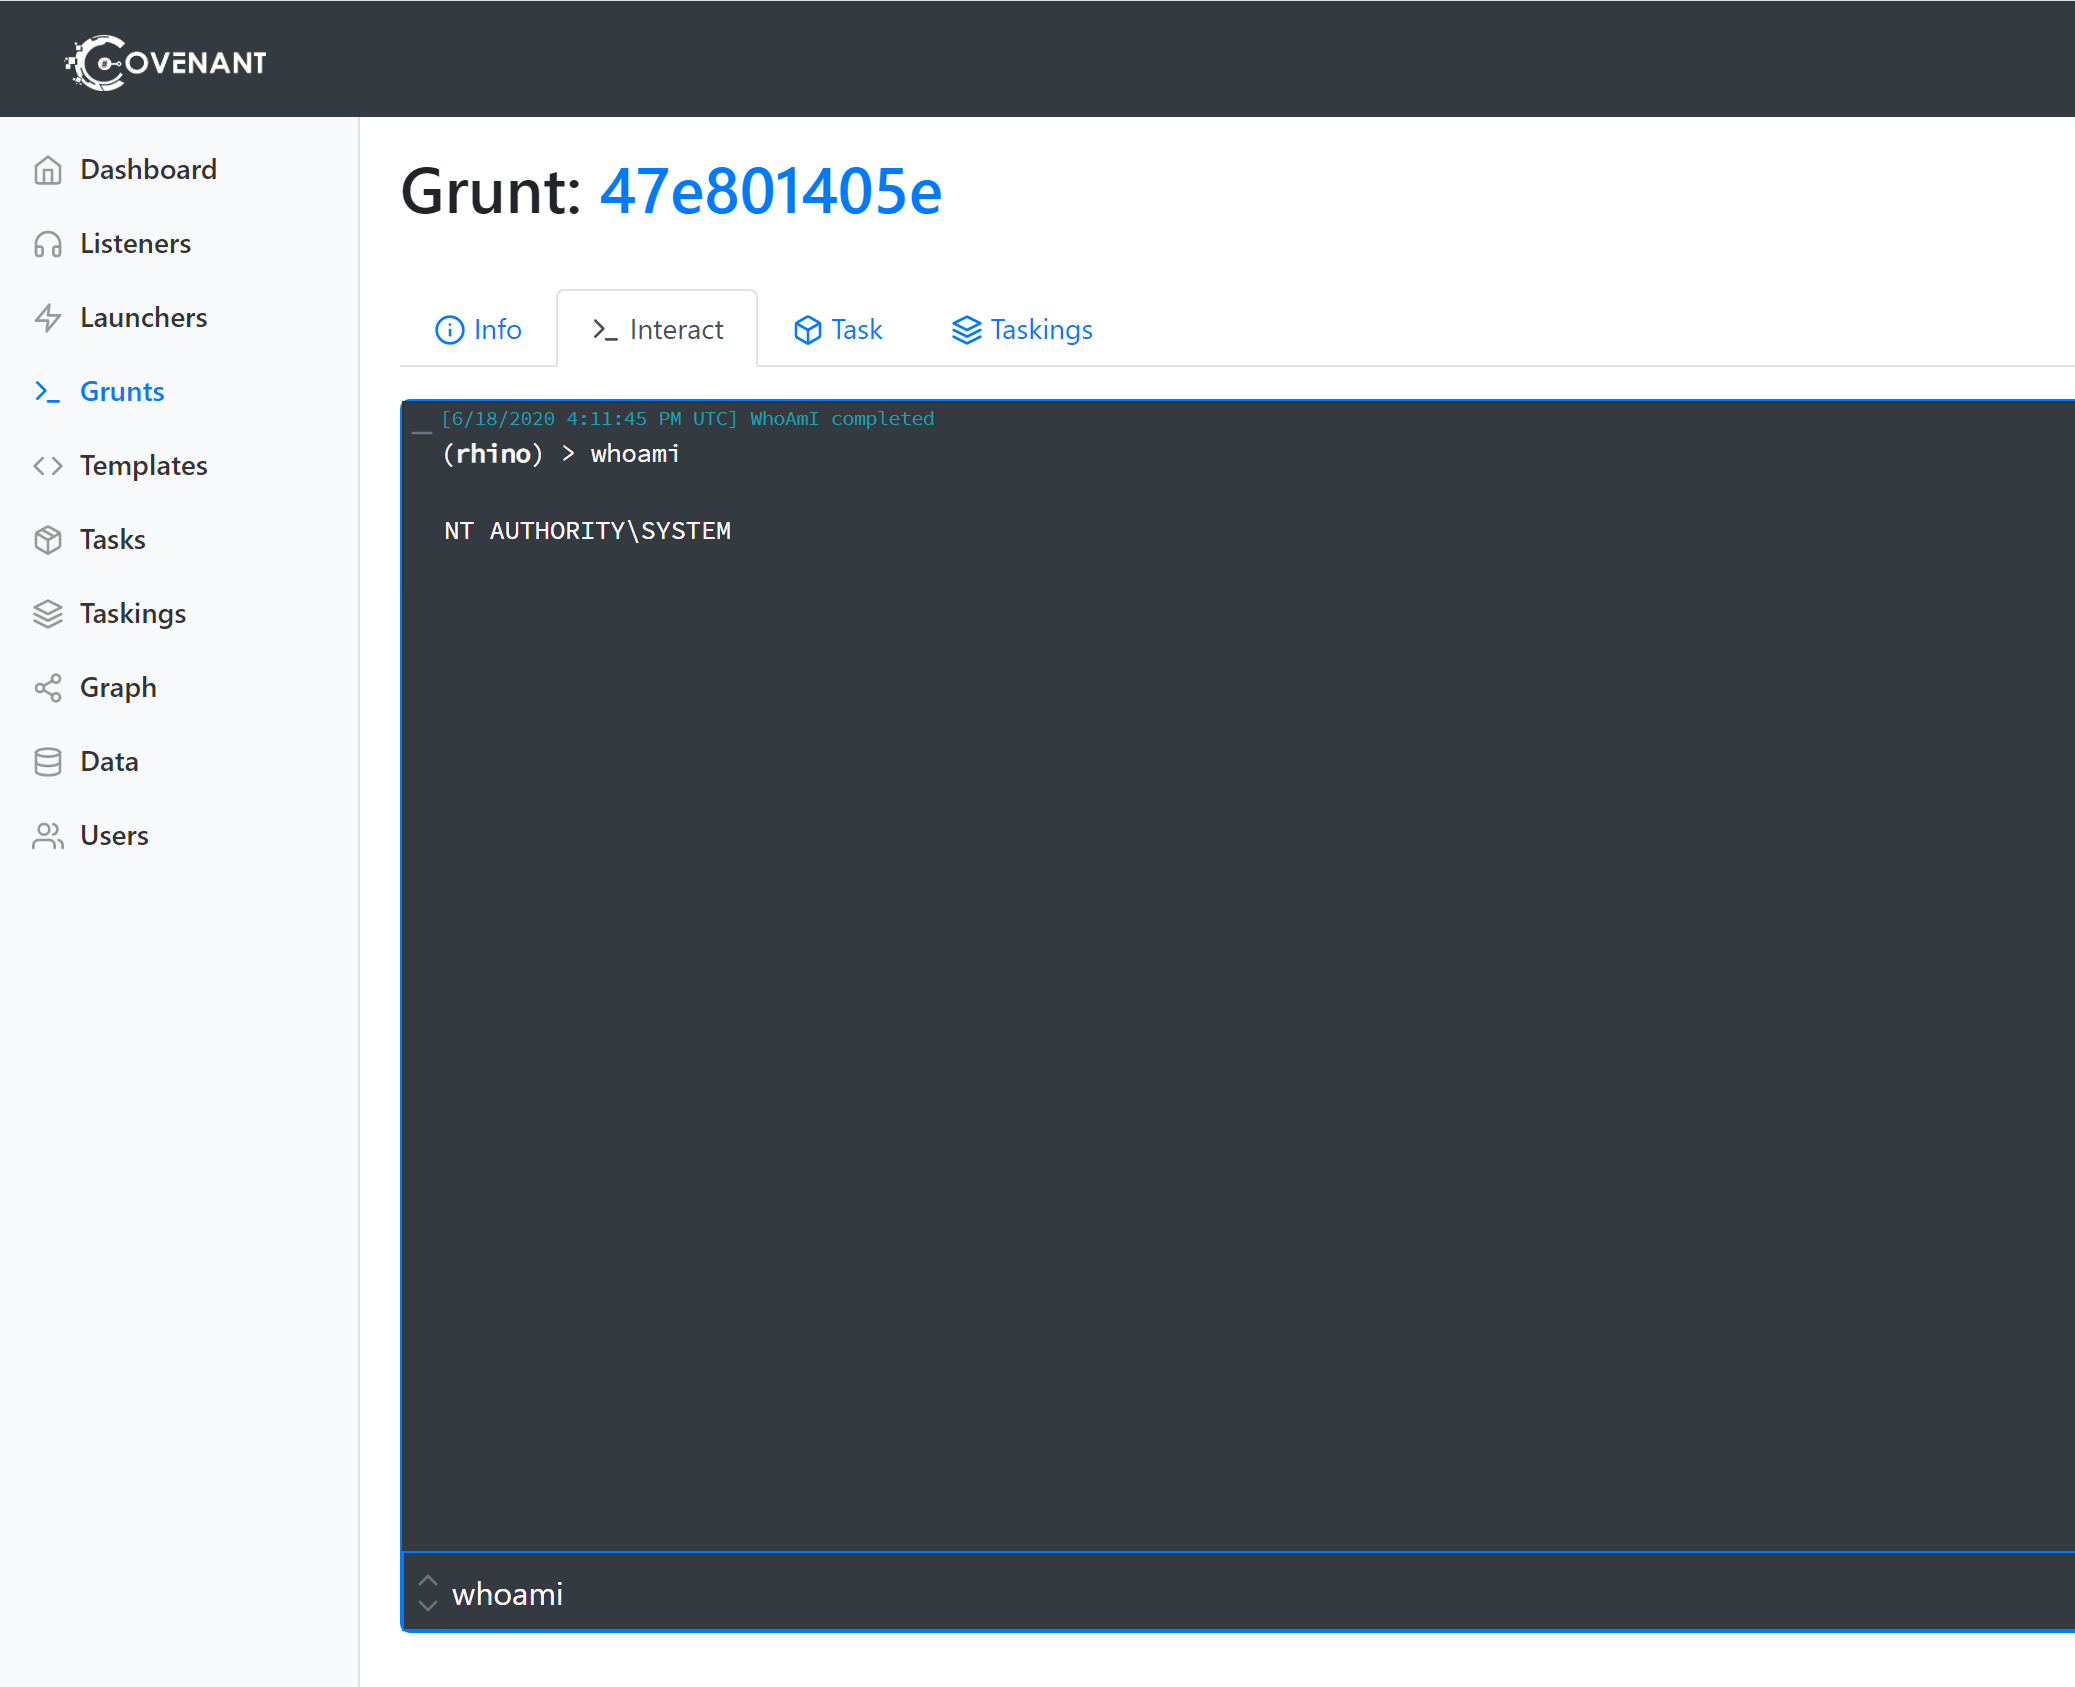 COVENANT
Dashboard
Listeners
Launchers
Grunts
Templates
Tasks
Taskings
Graph
Data
Users
Grunt: 47e801405e
Info
Interact
Task
Taskings
[6/18/2020 4:11:45 PM UTC] WhoAmI completed
(rhino) > whoami
NT AUTHORITY\SYSTEM
whoami